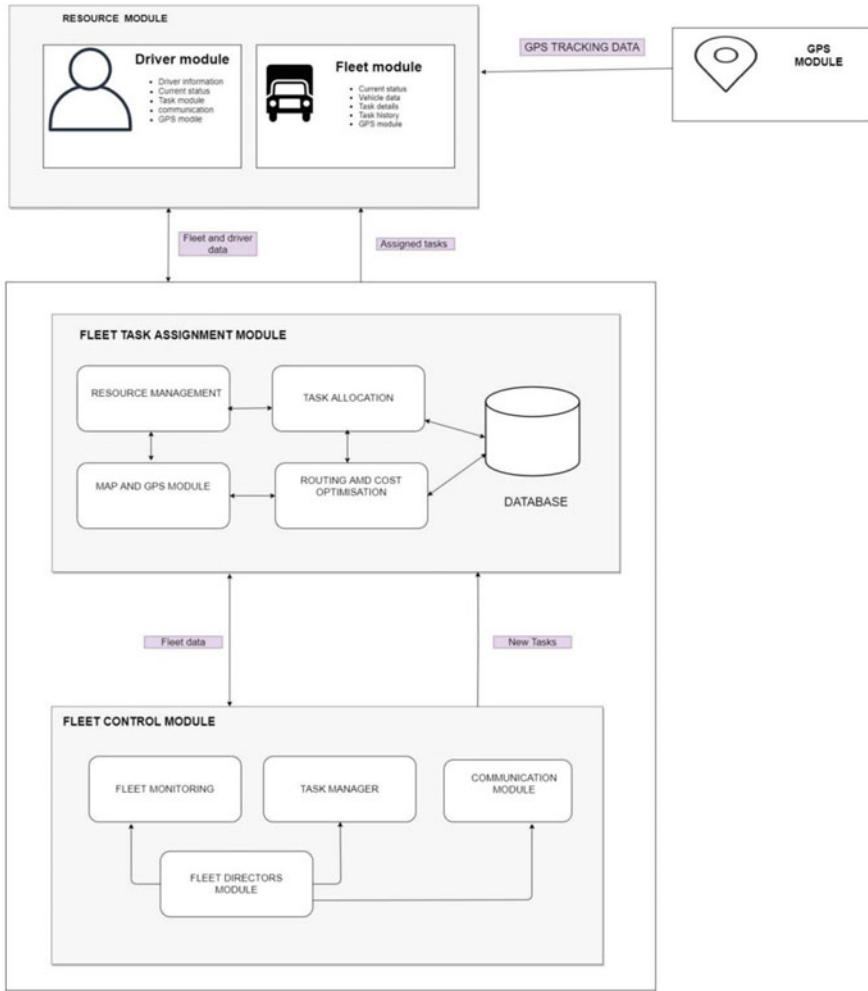 RESOURCE MODULE
Driver module
• Driver information
• Current status
• Task module
• communication
• GPS modile
Fleet module
• Current status
• Vehicle data
• Task details
• Task history
• GPS module
GPS TRACKING DATA
GPS
MODULE
Fleet and driver
data
Assigned tasks
FLEET TASK ASSIGNMENT MODULE
RESOURCE MANAGEMENT
TASK ALLOCATION
MAP AND GPS MODULE
ROUTING AMD COST
OPTIMISATION
DATABASE
Fleet data
New Tasks
FLEET CONTROL MODULE
FLEET MONITORING
TASK MANAGER
COMMUNICATION
MODULE
FLEET DIRECTORS
MODULE